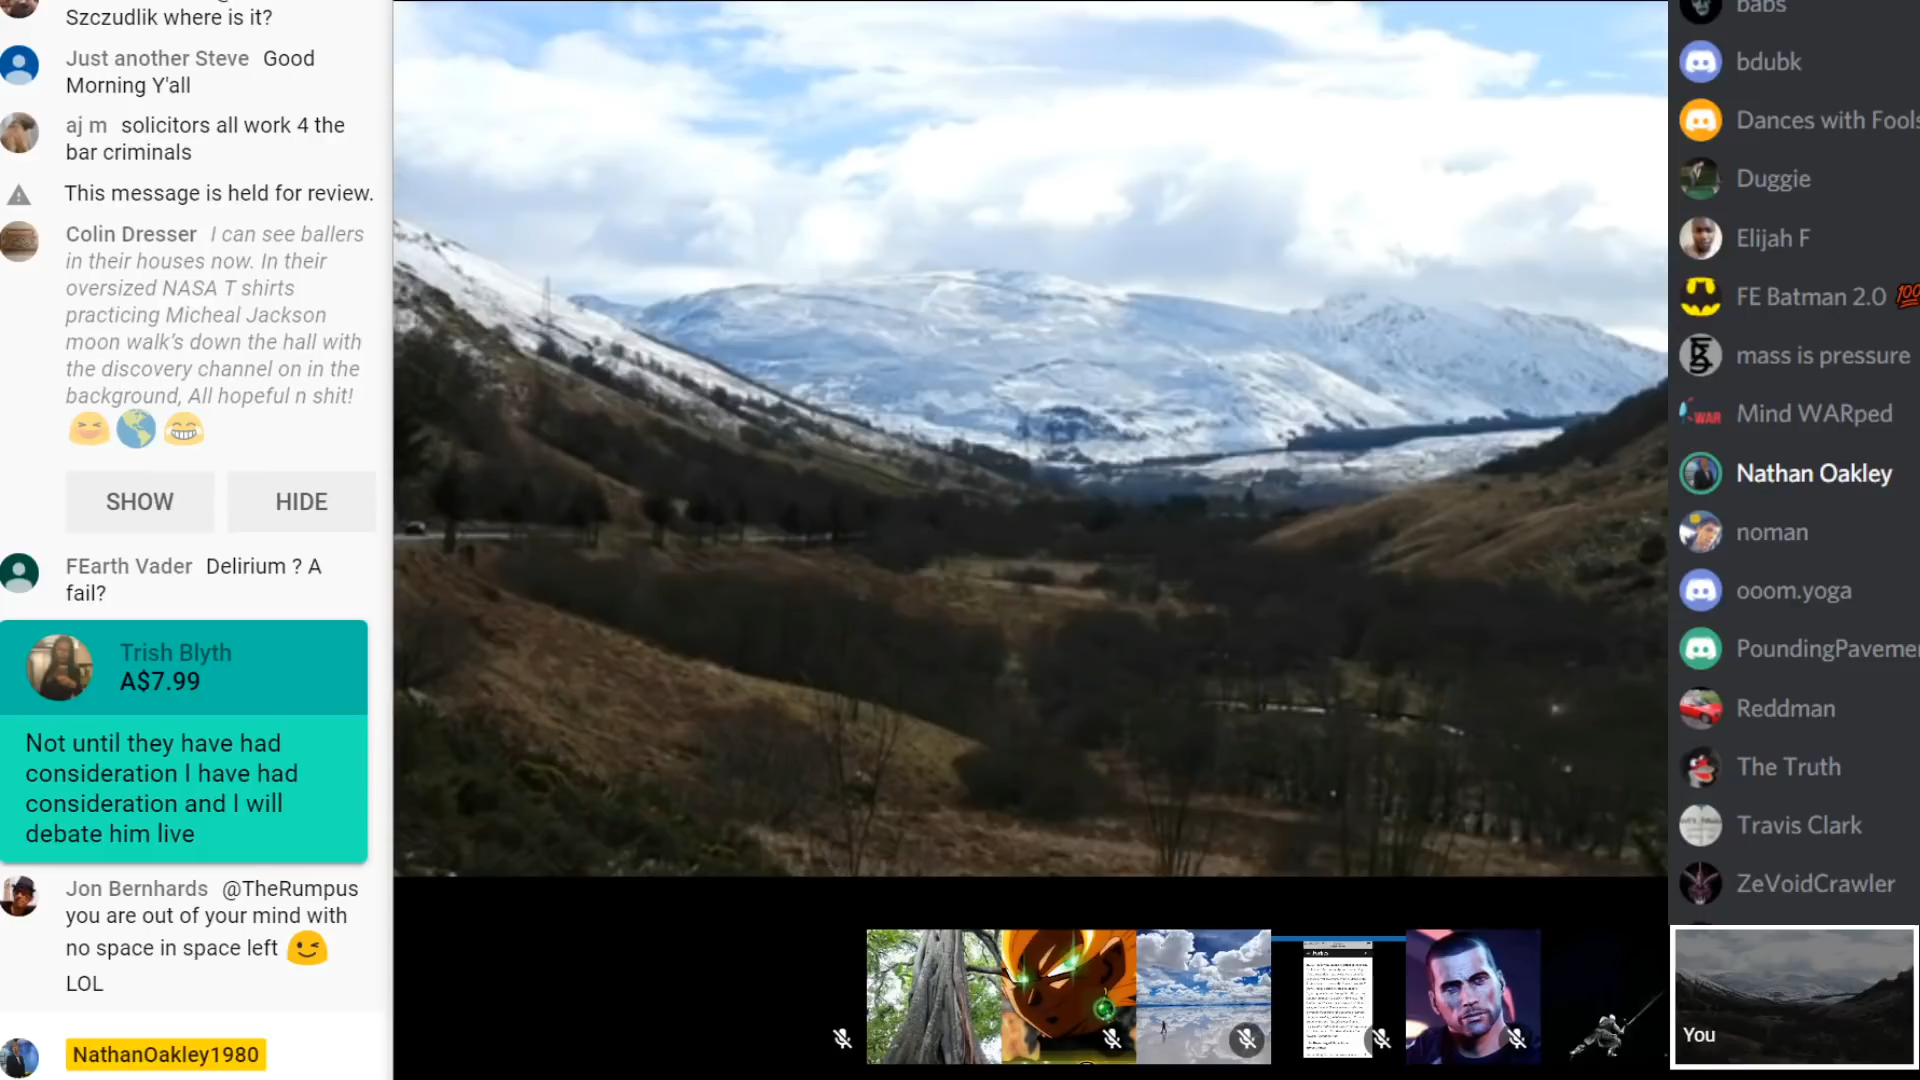 Szczudlik where is it?
Just another Steve Good
Morning Y'all
aj m solicitors all work 4 the
bar criminals
This message is held for review.
Colin Dresser I can see ballers
in their houses now. In their
oversized NASA T shirts
practicing Micheal Jackson
moon walk's down the hall with
the discovery channel on in the
background, All hopeful n shit!
SHOW HIDE
FEarth Vader Delirium ? A
fail?
Trish Blyth
A$7.99
Not until they have had
consideration I have had
consideration and I will
debate him live
Jon Bernhards @TheRumpus
you are out of your mind with
no space in space left
LOL
NathanOakley1980
babs
bdubk
Dances with Fools
Duggie
Elijah F
FE Batman 2.0 100
mass is pressure
WAR
Mind WARped
Nathan Oakley
noman
ooom.yoga
PoundingPaveme
Reddman
The Truth
Travis Clark
ZeVoidCrawler
You